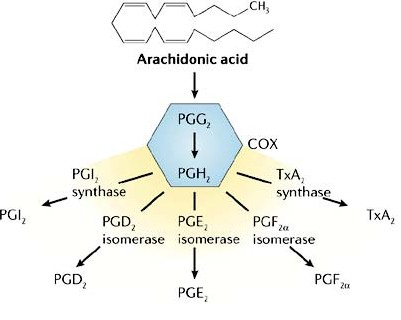 CH₃
Arachidonic acid
PGG₂
COX
PGH₂
PGI₂
synthase
TxA₂
synthase
PGI₂
TxA₂
PGD₂
isomerase
PGE₂
isomerase
PGF₂α
isomerase
PGD₂
PGE₂
PGF₂α